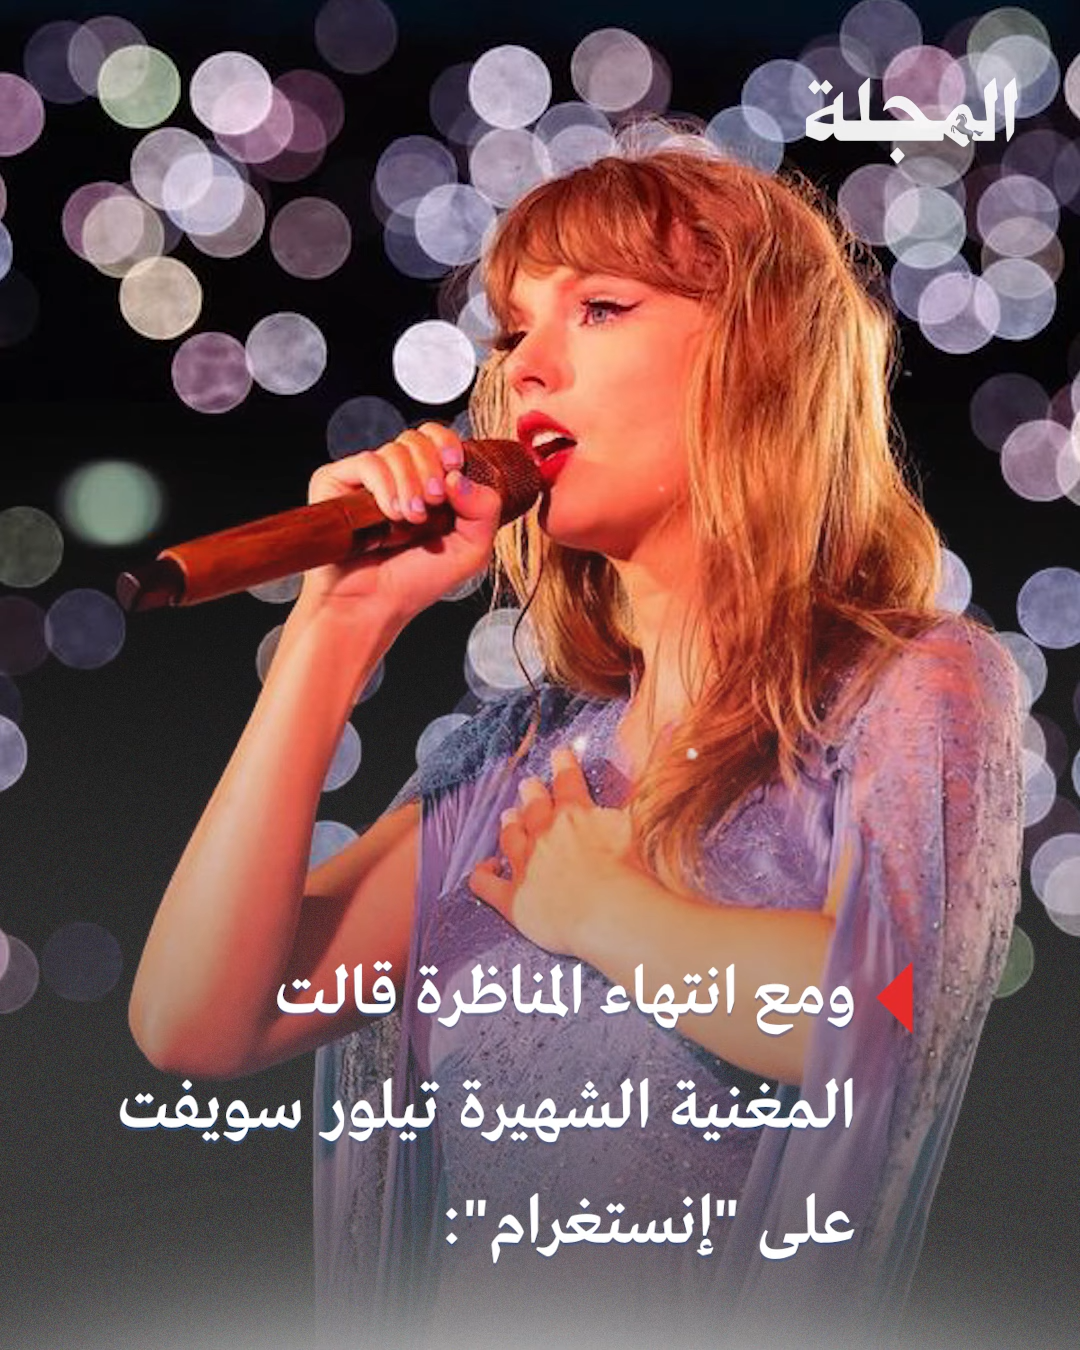 المجلة
ومع انتهاء المناظرة قالت
المغنية الشهيرة تيلور سويفت
على "إنستغرام":